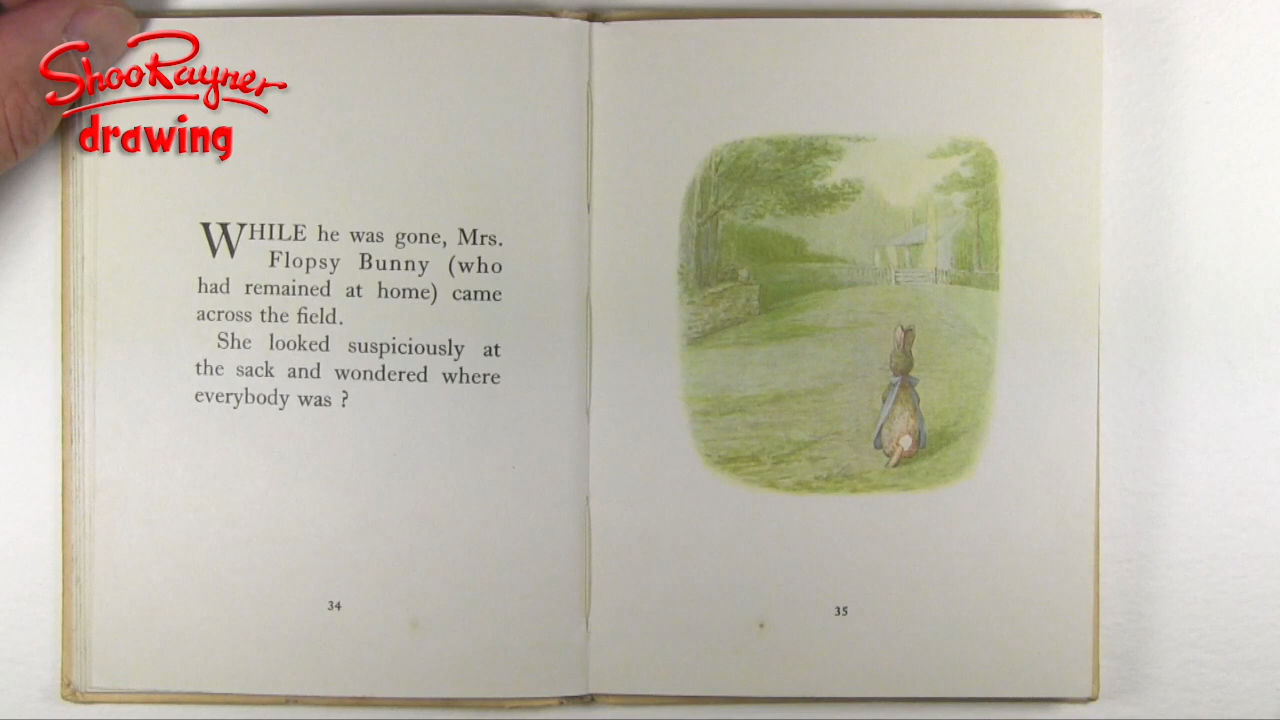 ShooRayner
drawing
WHILE he was gone, Mrs.
Flopsy Bunny (who
had remained at home) came
across the field.
She looked suspiciously at
the sack and wondered where
everybody was ?
34
35